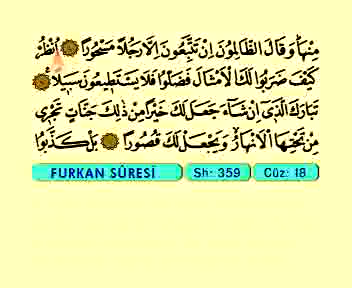 مِنْهَاۜ وَقَالَ الظَّالِمُونَ اِنْ تَتَّبِعُونَ اِلَّا رَجُلًا مَسْحُورًا اُنْظُرْ
كَيْفَ ضَرَبُوا لَكَ الْاَمْثَالَ فَضَلُّوا فَلَا يَسْتَط۪يعُونَ سَب۪يلًا۟
تَبَارَكَ الَّذ۪ٓي اِنْ شَٓاءَ جَعَلَ لَكَ خَيْرًا مِنْ ذٰلِكَ جَنَّاتٍ تَجْر۪ي
مِنْ تَحْتِهَا الْاَنْهَارُۙ وَيَجْعَلْ لَكَ قُصُورًا بَلْ كَذَّبُوا
FURKAN SÛRESİ Sh: 359 Cüz: 18